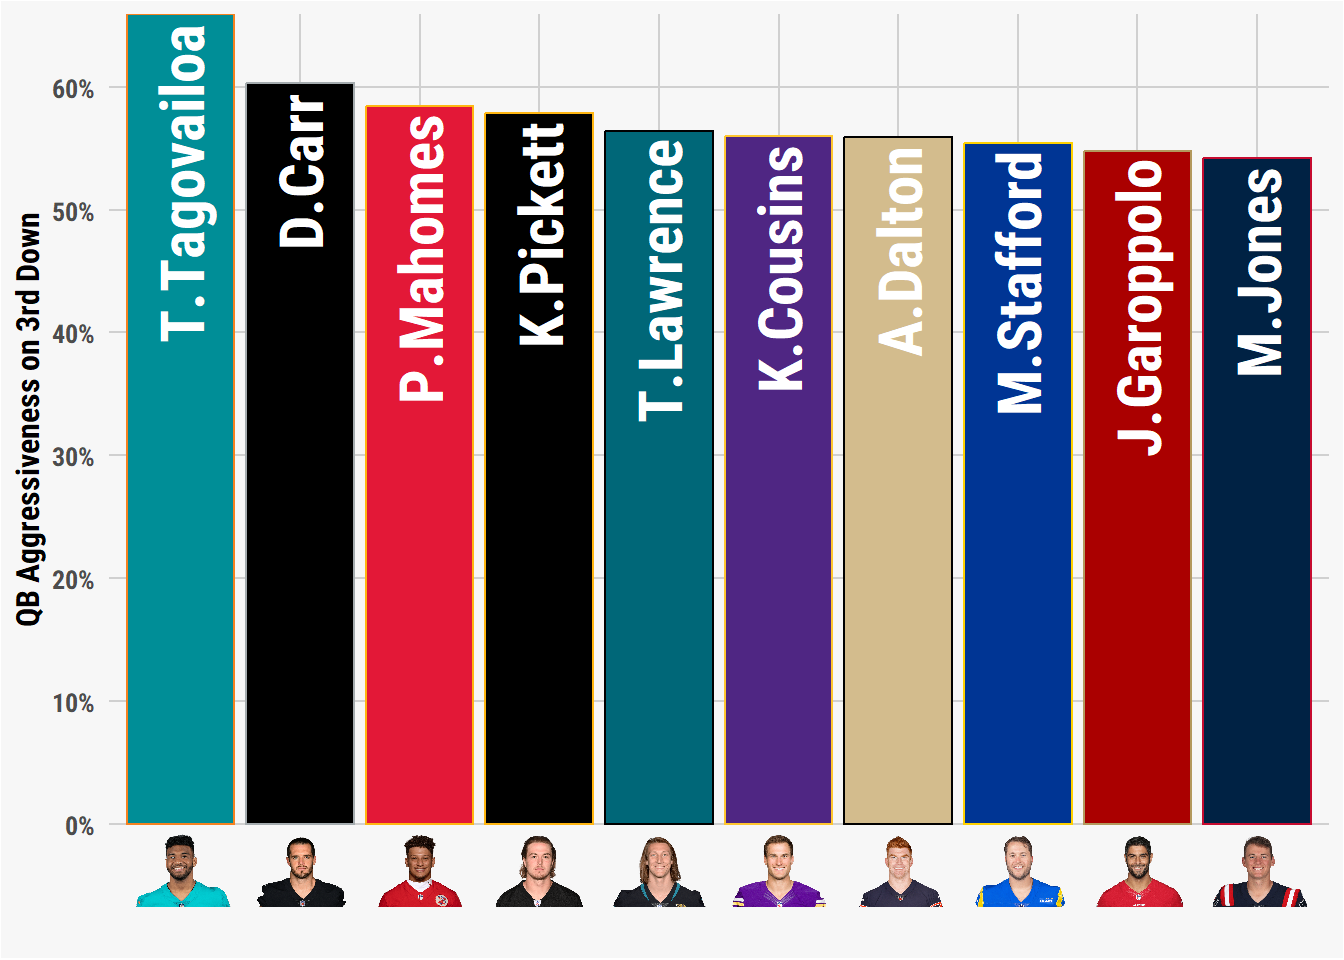 QB Aggressiveness on 3rd Down
60%
50%
40%
30%
20%
10%
0%
T.Tagovailoa
D.Carr
P.Mahomes
K.Pickett
T.Lawrence
K.Cousins
A.Dalton
M.Stafford
J.Garoppolo
M.Jones